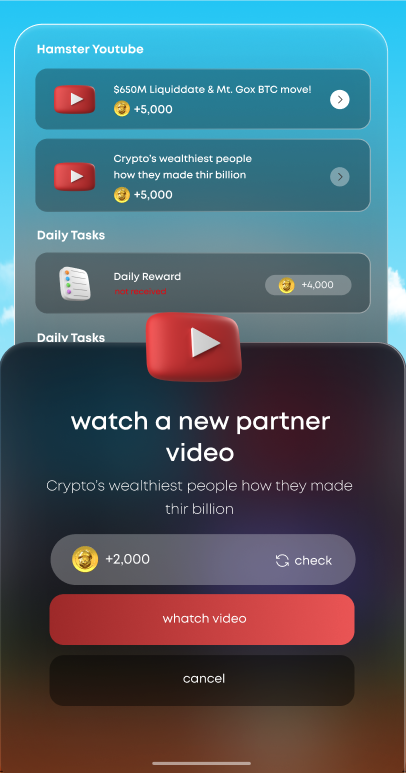 Hamster Youtube
$650M Liquiddate & Mt. Gox BTC move!
+5,000
Crypto's wealthiest people
how they made thir billion
+5,000
Daily Tasks
Daily Reward
not received
+4,000
Daily Tasks
watch a new partner
video
Crypto's wealthiest people how they made
thir billion
+2,000
check
whatch video
cancel